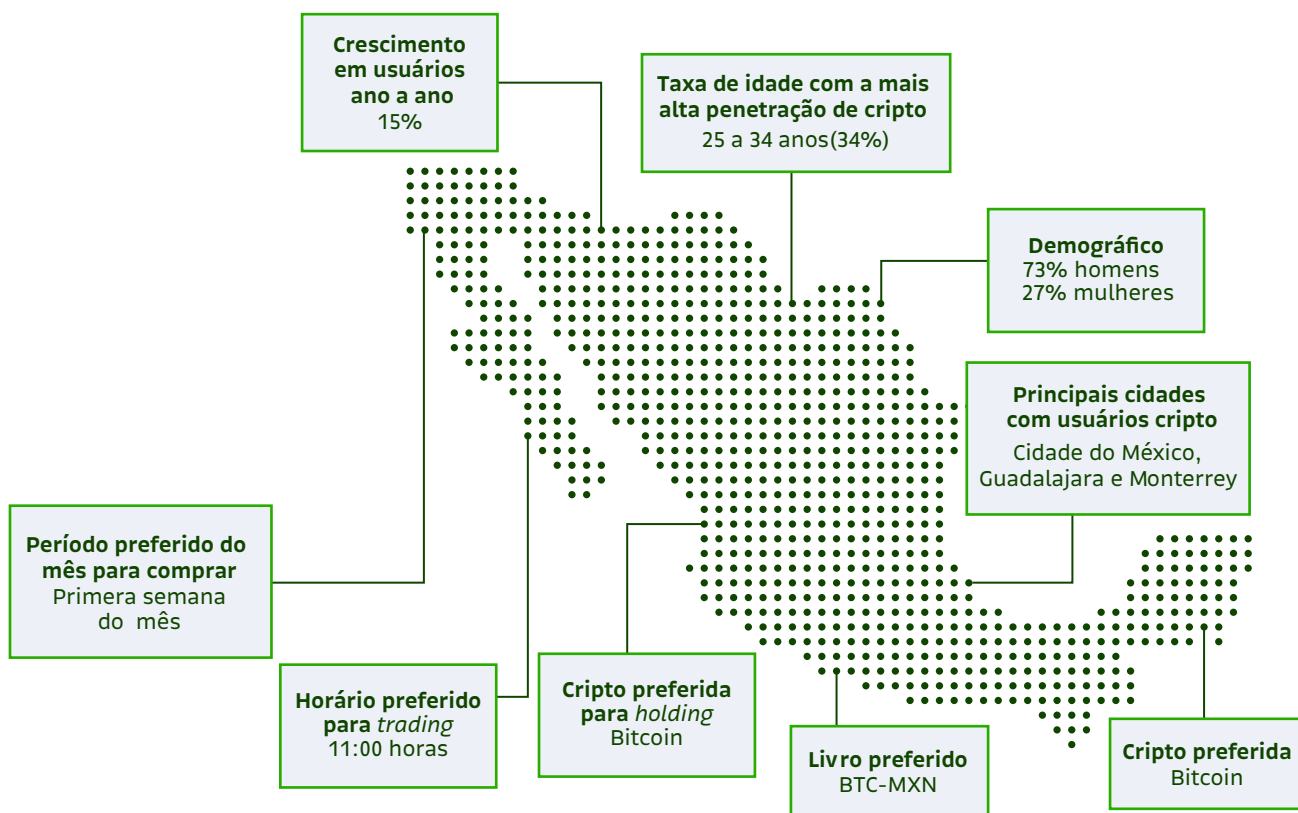 Crescimento
em usuários
ano a ano
15%
Taxa de idade com a mais
alta penetração de cripto
25 a 34 anos(34%)
Demográfico
73% homens
27% mulheres
Principais cidades
com usuários cripto
Cidade do México,
Guadalajara e Monterrey
Período preferido do
mês para comprar
Primera semana
do mês
Horário preferido
para trading
11:00 horas
Cripto preferida
para holding
Bitcoin
Livro preferido
BTC-MXN
Cripto preferida
Bitcoin